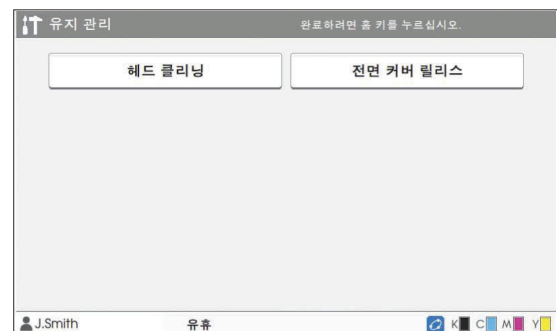 유지 관리
완료하려면 홈 키를 누르십시오.
헤드 클리닝
전면 커버 릴리스
J.Smith
유휴
K C M Y